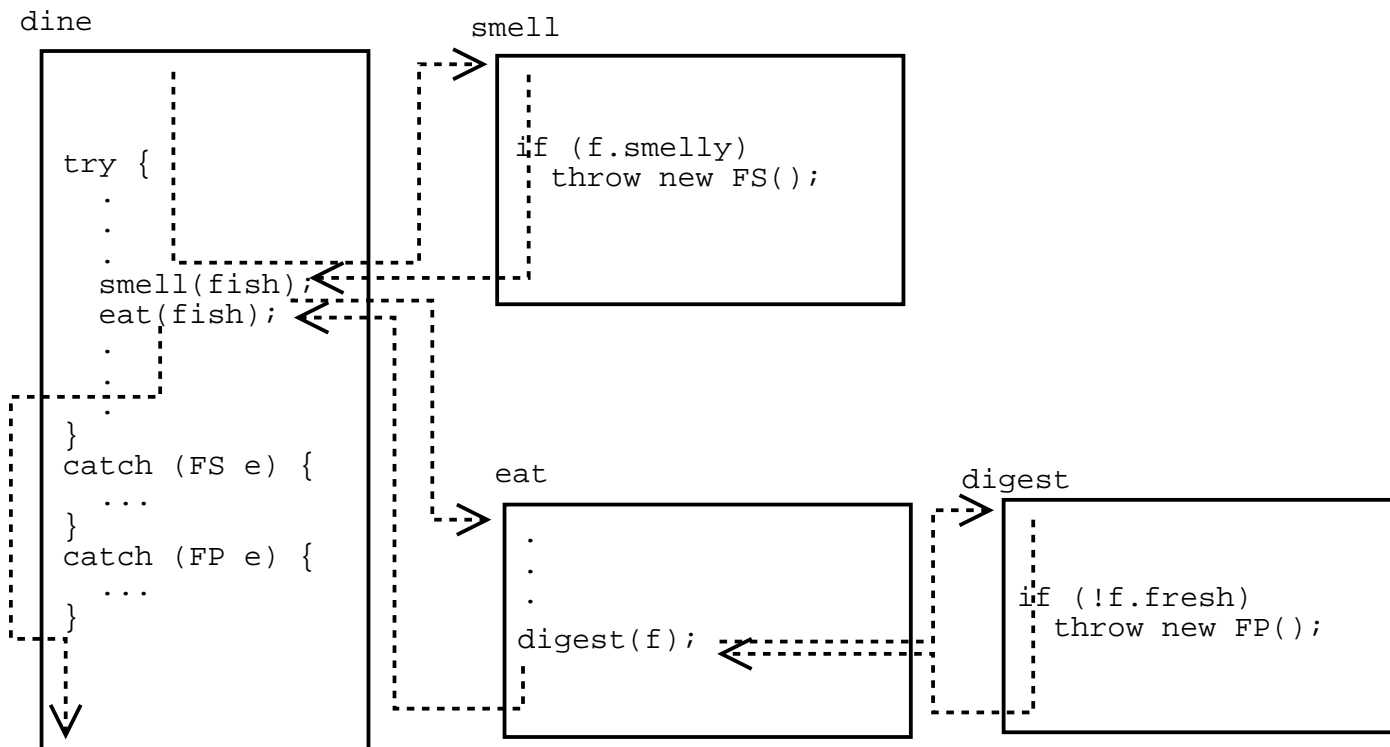 dine
try {
.
.
.
smell(fish);
eat(fish);
.
.
.
}
catch (FS e) {
...
}
catch (FP e) {
...
}
smell
if (f.smelly)
throw new FS();
eat
.
.
.
digest(f);
digest
if (!f.fresh)
throw new FP();